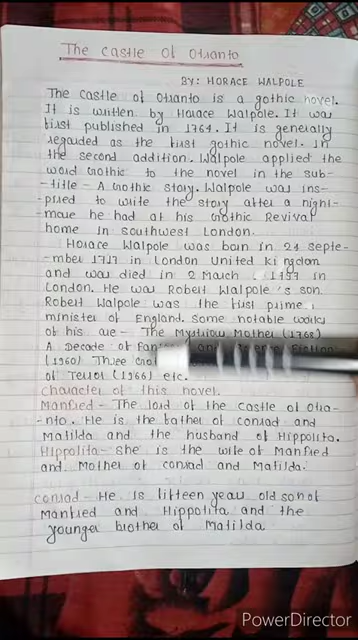 The Castle Of Otranto
BY: HORACE WALPOLE
The castle of Otranto is a gothic novel.
It is written by Horace Walpole. It was
first published in 1764. It is generally
regarded as the first gothic novel. In
the second addition. Walpole applied the
word Gothic to the novel in the sub-
-title - A Gothic Story. Walpole was ins-
-pired to write the story after a night-
-mare he had at his Gothic Revival
home in southwest London.
Horace Walpole was born in 24 septe-
-mber 1717 in London United Kingdom
and was died in 2 March, 1797 in
London. He was Robert Walpole's son.
Robert Walpole was the first prime
minister of England. Some notable works
of his are - The Mystrious Mother (1768)
A Decade of Fiction
(1960) Three
of Terror (1966) etc.
Character of this novel.
Manfred - The lord of the castle of Otra-
-nto. He is the father of conrad and
Matilda and the husband of Hippolita.
Hippolita - She is the wife of Manfred
and Mother of conrad and Matilda.
conrad - He is fifteen year old son of
Manfred and Hippolita and the
younger brother of Matilda
PowerDirector